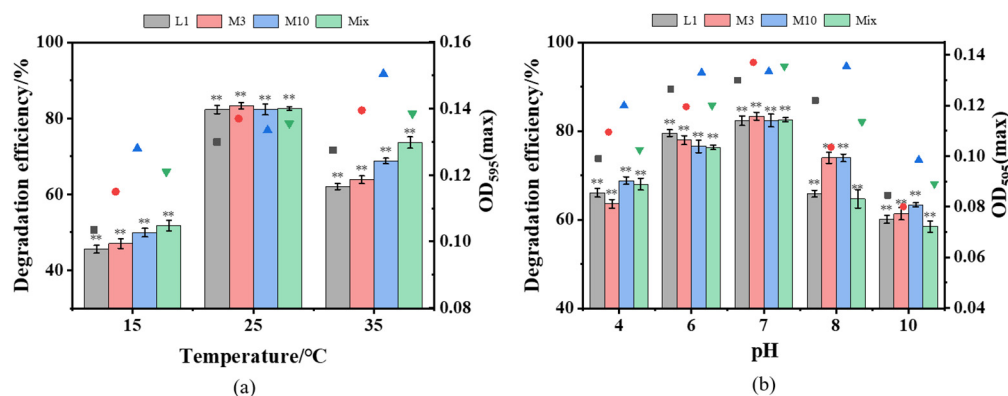 L1 M3 M10 Mix
100
80
60
40
Degradation efficiency/%
** ** ** **
** ** ** **
** ** ** **
0.16
0.14
0.12
0.10
0.08
OD595(max)
15 25 35
Temperature/°C
(a)
L1 M3 M10 Mix
100
80
60
40
Degradation efficiency/%
** ** ** **
** ** ** **
** ** ** **
** ** ** **
** ** ** **
0.14
0.12
0.10
0.08
0.06
0.04
OD595(max)
4 6 7 8 10
pH
(b)